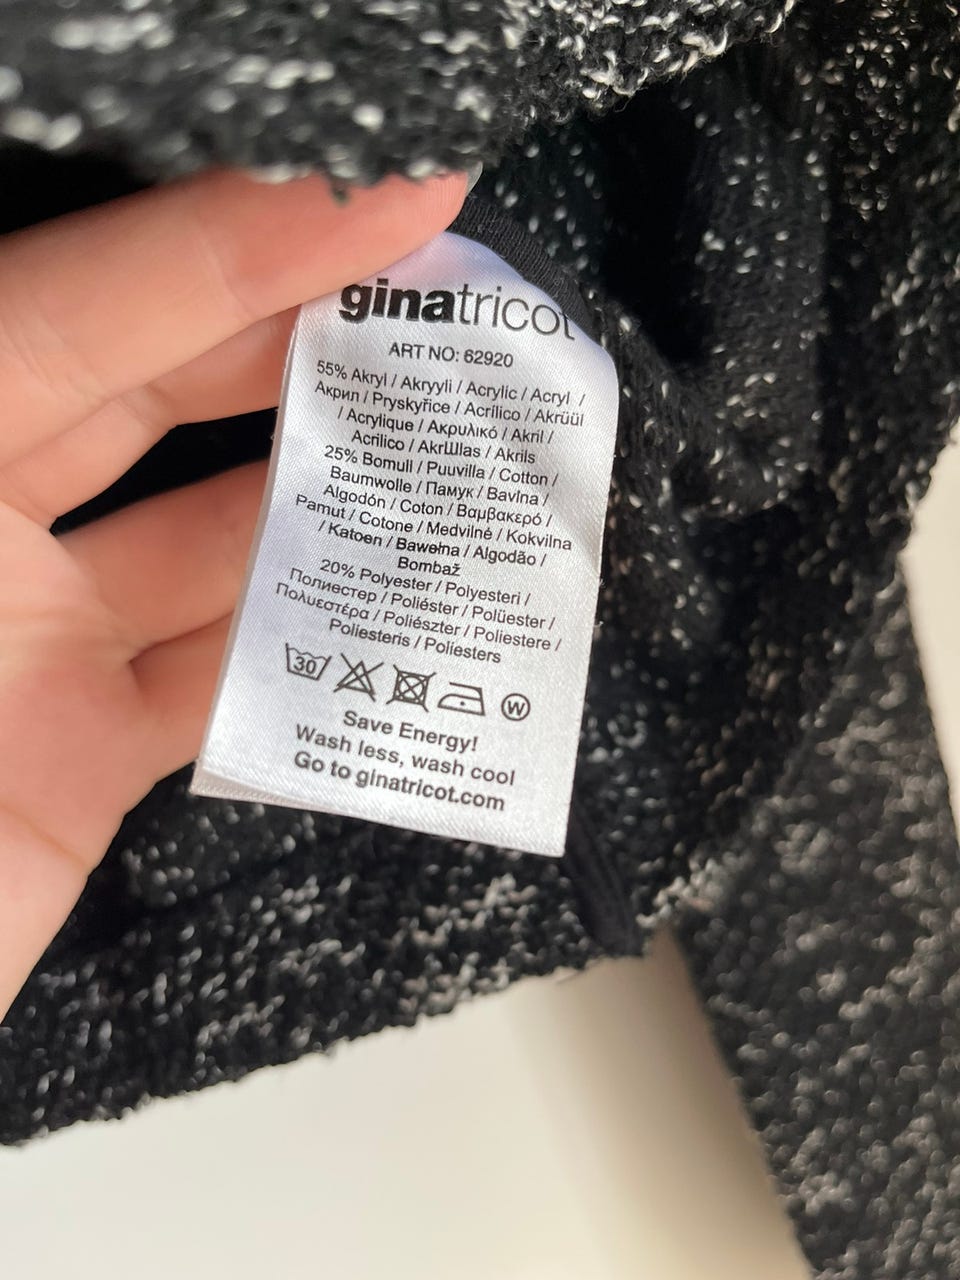 ginatricot
ART NO: 62920
55% Akryl / Akryyli / Acrylic / Acryl /
Акрил / Pryskyřice / Acrílico / Akrüül
/ Acrylique / Ακρυλικό / Akril /
Acrilico / AkrШlas / Akrils
25% Bomull / Puuvilla / Cotton /
Baumwolle / Памук / Bavlna /
Algodón / Coton / Βαμβακερό /
Pamut / Cotone / Medvilnė / Kokvilna
/ Katoen / Bawełna / Algodão /
Bombaž
20% Polyester / Polyesteri /
Полиестер / Poliéster / Polüester /
Πολυεστέρα / Poliészter / Poliestere /
Poliesteris / Poliesters
30 W
Save Energy!
Wash less, wash cool
Go to ginatricot.com